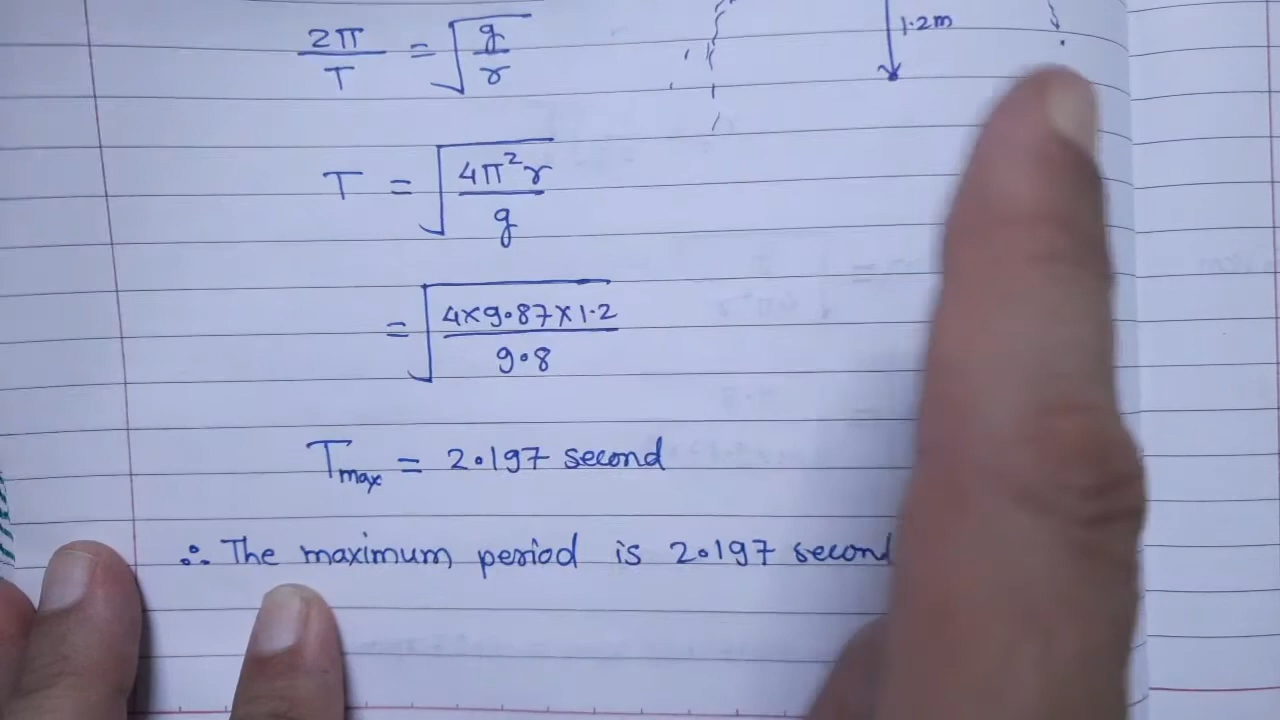 2π/T = √(g/r)
1.2m
T = √(4π²r/g)
= √(4×9.87×1.2/9.8)
Tmax = 2.197 second
∴ The maximum period is 2.197 second